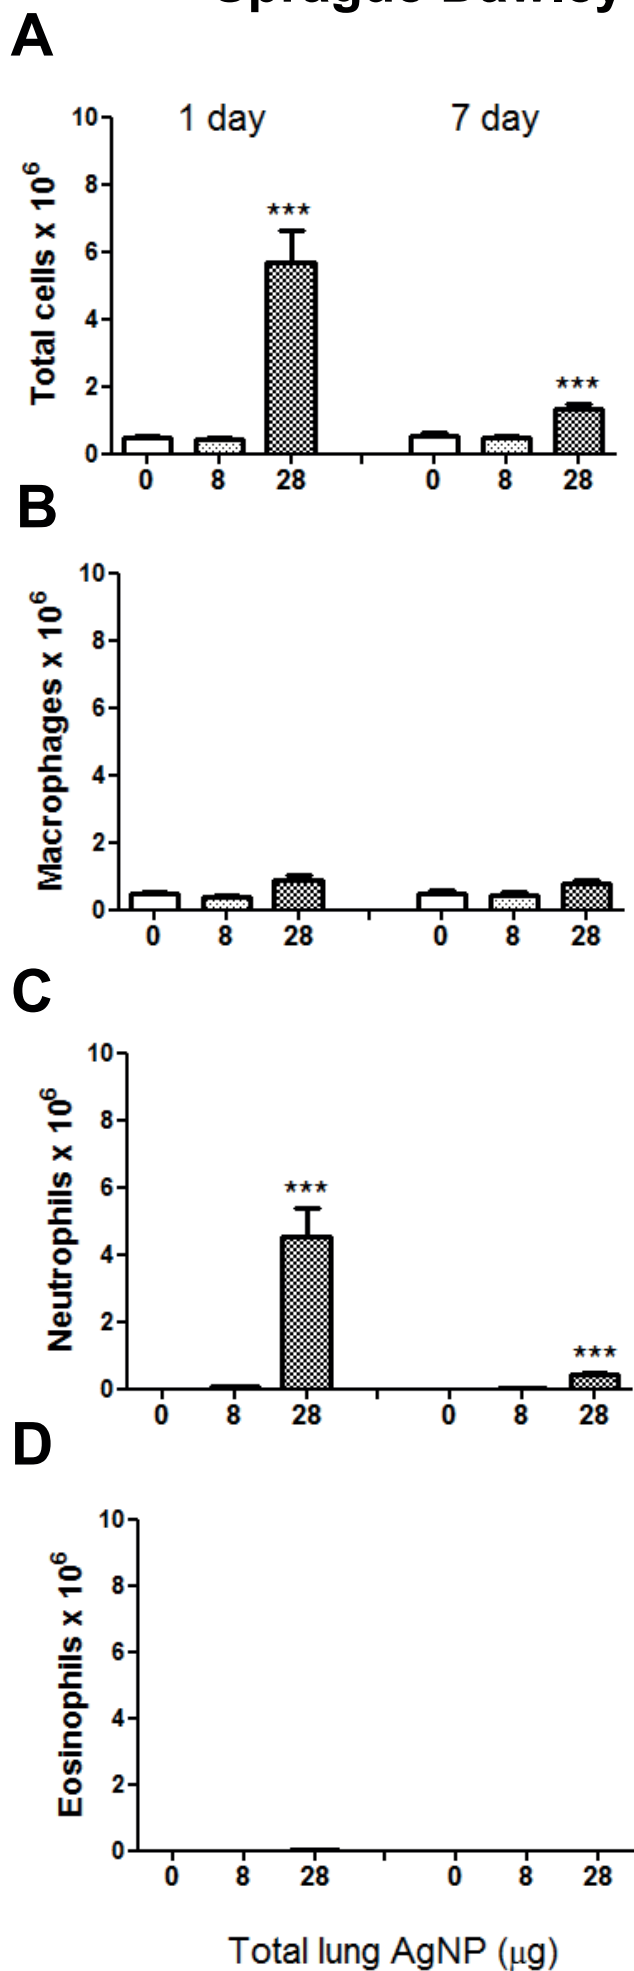 A
1 day 7 day
10
8
6
4
2
0
Total cells x 10⁶
***
***
0 8 28 0 8 28
B
10
8
6
4
2
0
Macrophages x 10⁶
0 8 28 0 8 28
C
10
8
6
4
2
0
Neutrophils x 10⁶
***
***
0 8 28 0 8 28
D
10
8
6
4
2
0
Eosinophils x 10⁶
0 8 28 0 8 28
Total lung AgNP (µg)